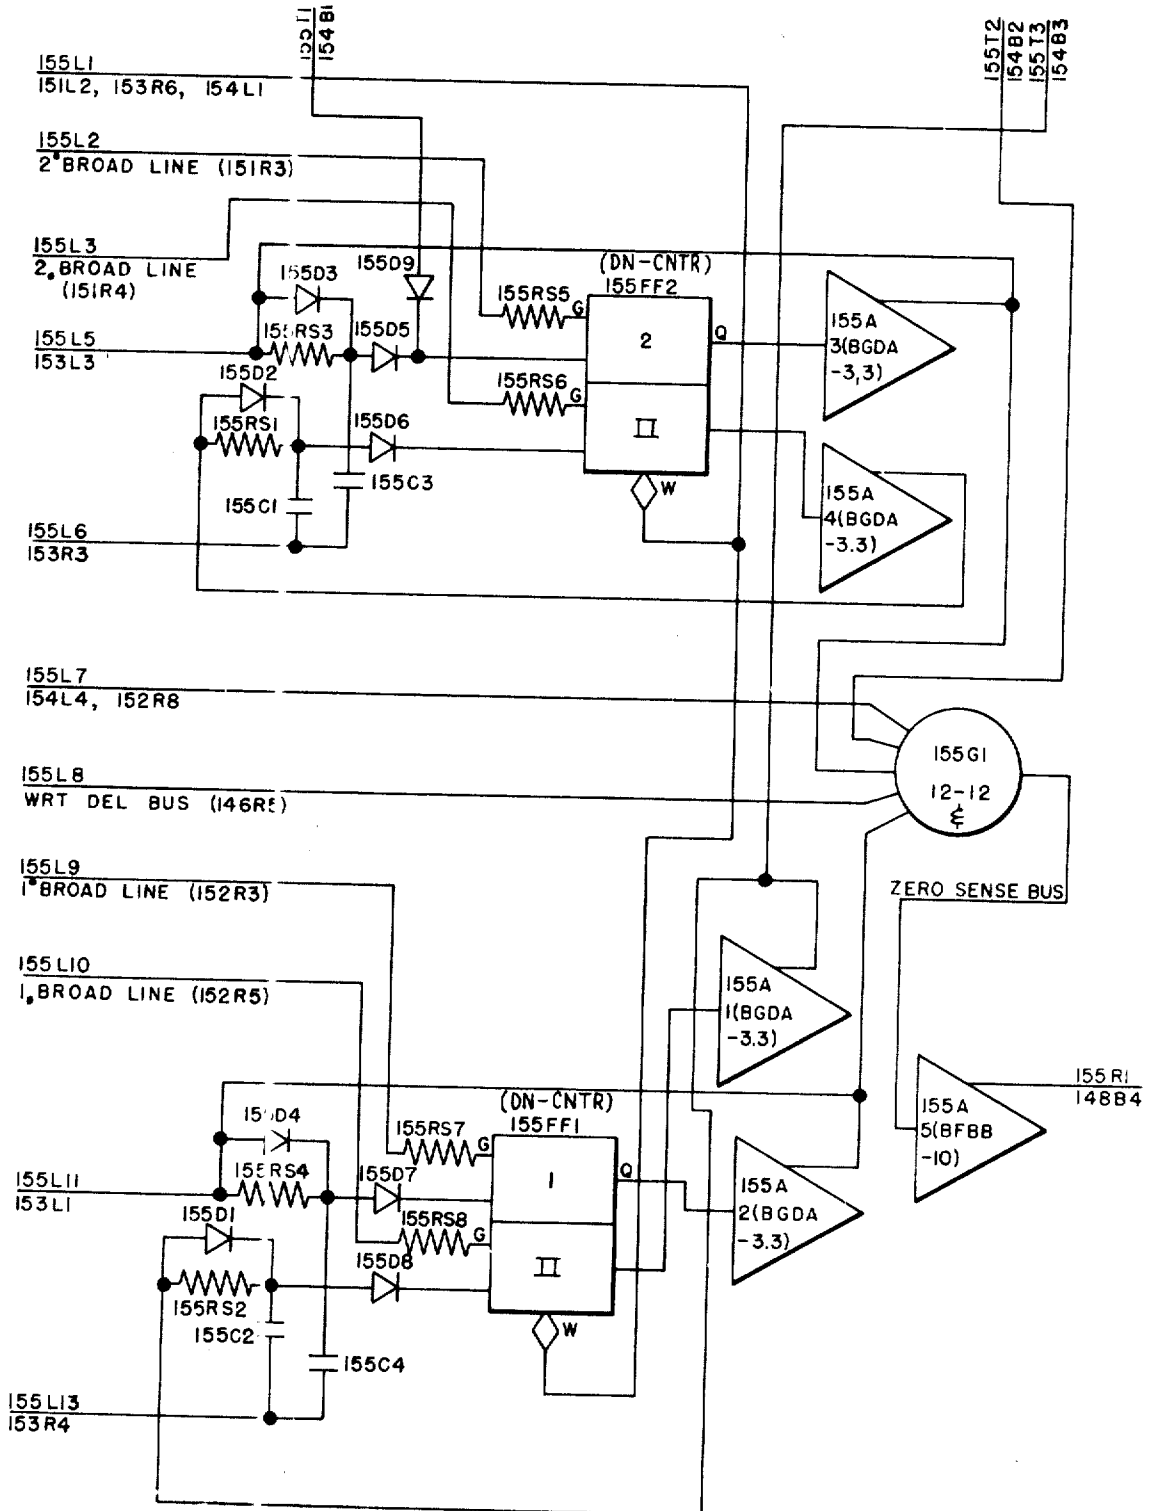 155T1
154B1
155T2
154B2
155T3
154B3
155L1
151L2, 153R6, 154L1
155L2
2•BROAD LINE (151R3)
155L3
2•BROAD LINE
(151R4)
155L5
153L3
155D3
155D9
155RS3
155D5
155RS5
G
(DN-CNTR)
155FF2
2
Q
155A
3(BGDA
-3,3)
155D2
155RS1
155D6
155RS6
G
II
155C1
155C3
W
155A
4(BGDA
-3.3)
155L6
153R3
155L7
154L4, 152R8
155G1
12-12
&
155L8
WRT DEL BUS (146R5)
155L9
1•BROAD LINE (152R3)
ZERO SENSE BUS
155L10
1•BROAD LINE (152R5)
155A
1(BGDA
-3.3)
155R1
148B4
155A
5(BFBB
-10)
155D4
155RS4
155RS7
G
(DN-CNTR)
155FF1
1
Q
155A
2(BGDA
-3.3)
155L11
153L1
155D7
155D1
155RS8
G
II
155RS2
155D8
155C2
W
155C4
155L13
153R4